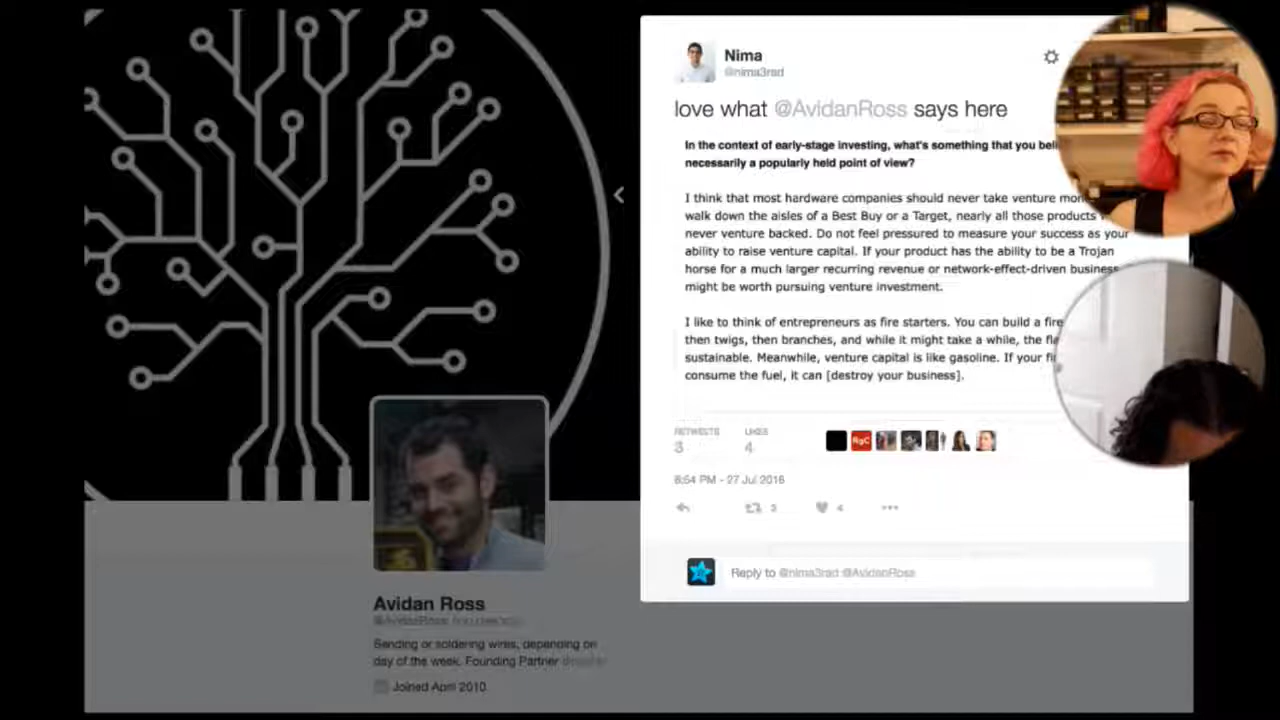 Nima
@nima3rad
love what @AvidanRoss says here
In the context of early-stage investing, what's something that you
necessarily a popularly held point of view?
I think that most hardware companies should never take venture
walk down the aisles of a Best Buy or a Target, nearly all those products
never venture backed. Do not feel pressured to measure your success as your
ability to raise venture capital. If your product has the ability to be a Trojan
horse for a much larger recurring revenue or network-effect-driven business
might be worth pursuing venture investment.
I like to think of entrepreneurs as fire starters. You can build a
then twigs, then branches, and while it might take a while, the
sustainable. Meanwhile, venture capital is like gasoline. If your
consume the fuel, it can [destroy your business].
RETWEETS
LIKES
3
4
RgC
8:54 PM - 27 Jul 2016
3
4
Reply to @nima3rad @AvidanRoss
Avidan Ross
@AvidanRoss
Sending or soldering wires, depending on
day of the week. Founding Partner
Joined April 2010